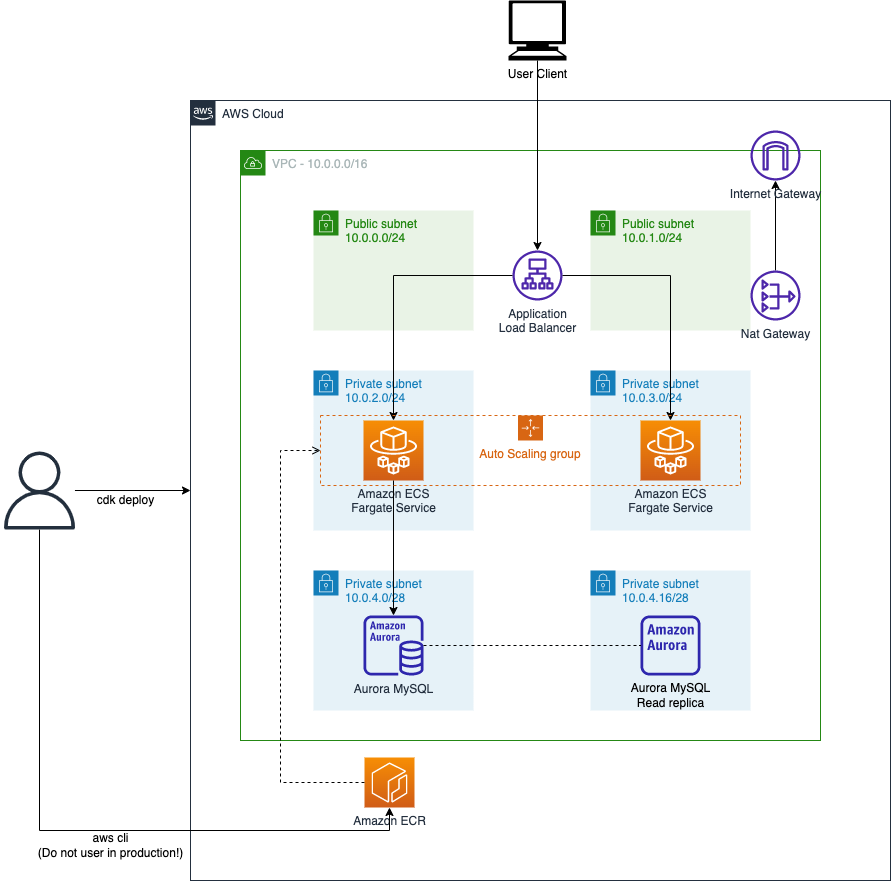 User Client
aws
AWS Cloud
VPC - 10.0.0.0/16
Internet Gateway
Public subnet
10.0.0.0/24
Public subnet
10.0.1.0/24
Application
Load Balancer
Nat Gateway
Private subnet
10.0.2.0/24
Private subnet
10.0.3.0/24
Auto Scaling group
Amazon ECS
Fargate Service
Amazon ECS
Fargate Service
cdk deploy
Private subnet
10.0.4.0/28
Private subnet
10.0.4.16/28
Amazon
Aurora
Aurora MySQL
Amazon
Aurora
Aurora MySQL
Read replica
Amazon ECR
aws cli
(Do not user in production!)